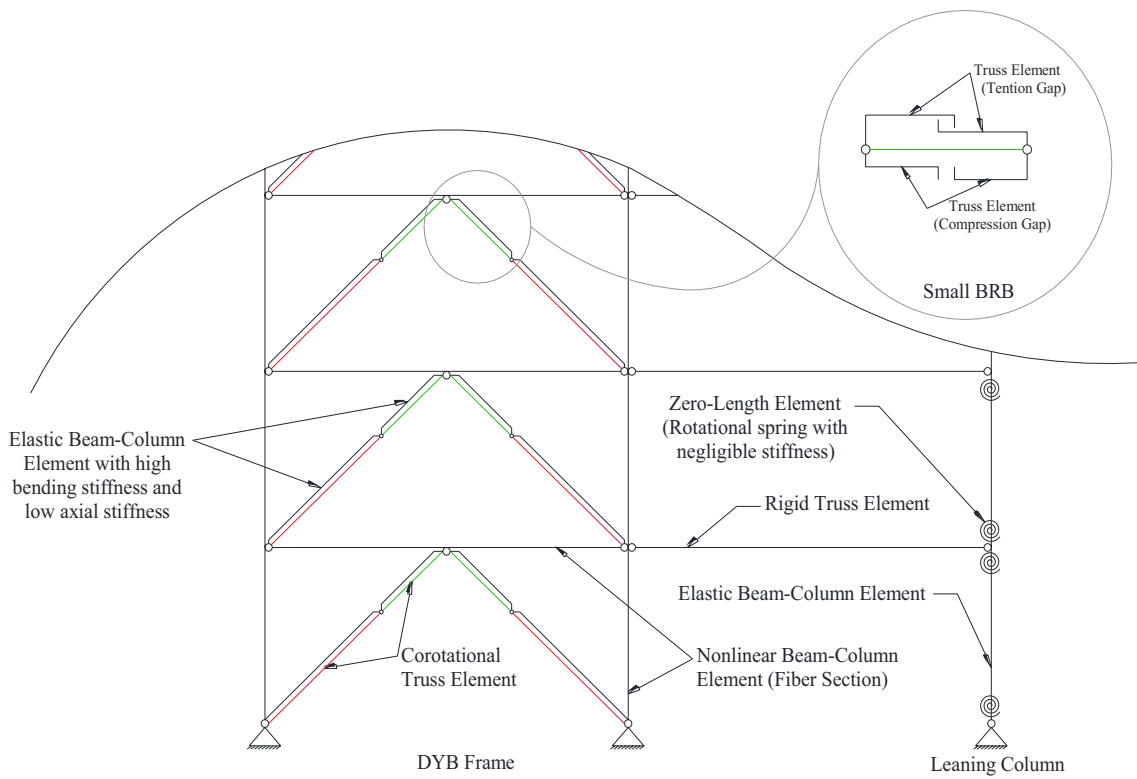 Truss Element
(Tention Gap)
Truss Element
(Compression Gap)
Small BRB
Elastic Beam-Column
Element with high
bending stiffness and
low axial stiffness
Zero-Length Element
(Rotational spring with
negligible stiffness)
Rigid Truss Element
Elastic Beam-Column Element
Corotational
Truss Element
Nonlinear Beam-Column
Element (Fiber Section)
DYB Frame
Leaning Column